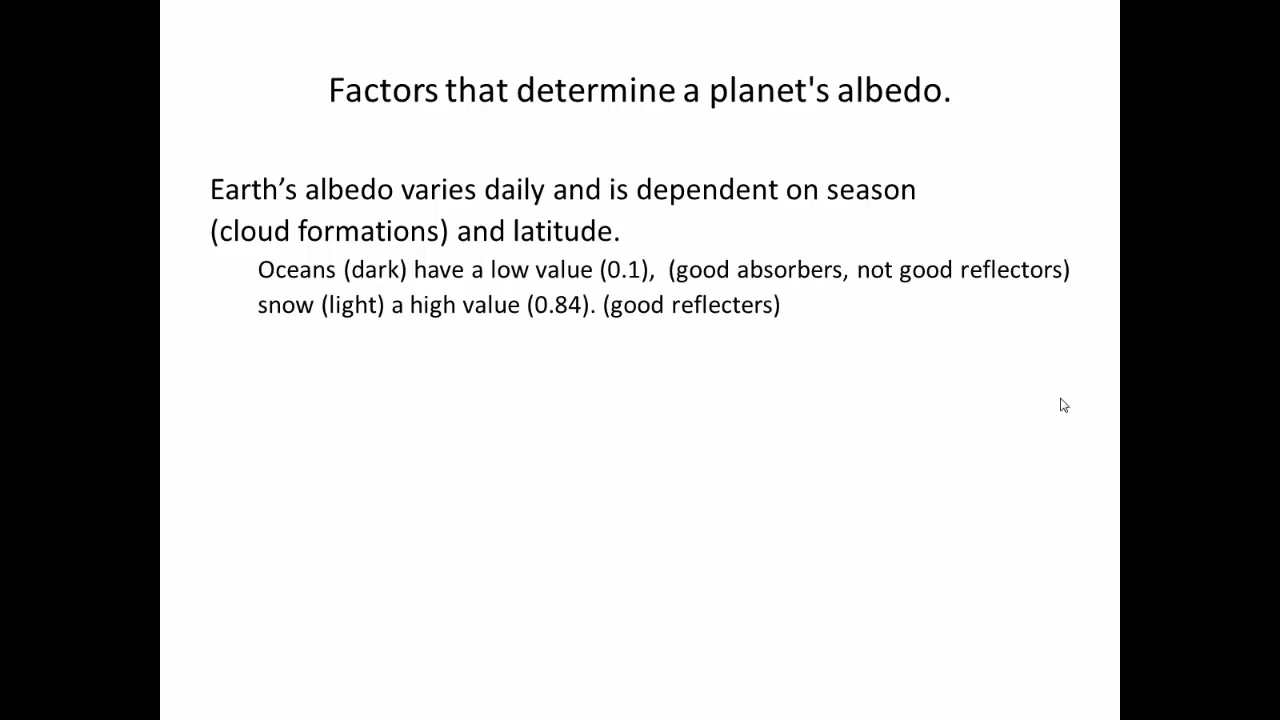 Factors that determine a planet's albedo.
Earth’s albedo varies daily and is dependent on season
(cloud formations) and latitude.
Oceans (dark) have a low value (0.1),  (good absorbers, not good reflectors)
snow (light) a high value (0.84). (good reflecters)